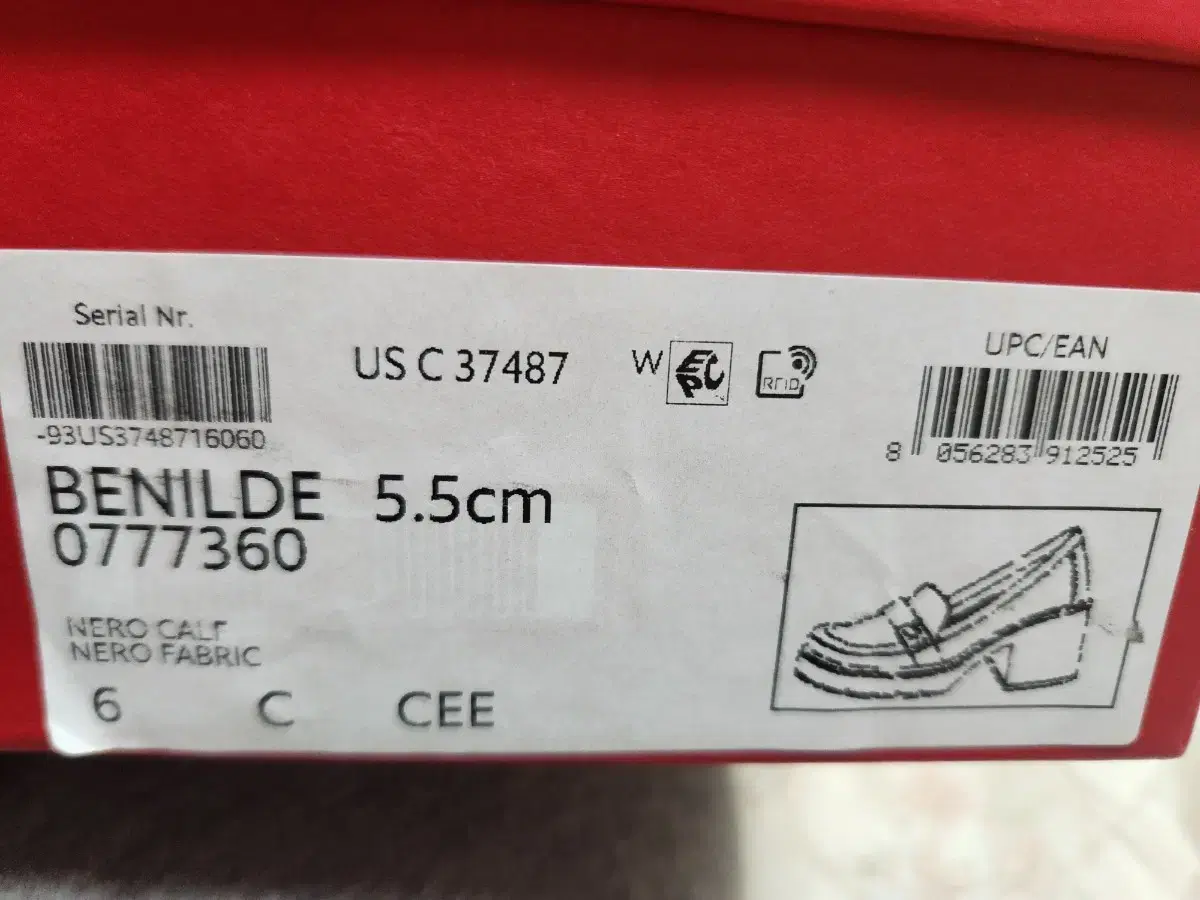 Serial Nr.
-93US3748716060
US C 37487
W
EPC
RFID
UPC/EAN
8 056283 912525
BENILDE 5.5cm
0777360
NERO CALF
NERO FABRIC
6 C CEE